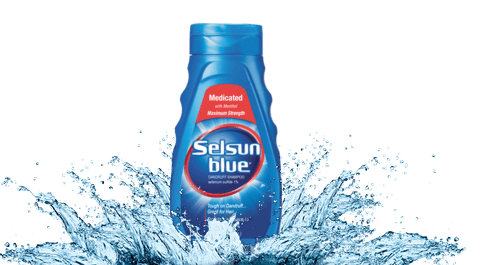 Medicated
with Menthol
Maximum Strength
Selsun
blue
DANDRUFF SHAMPOO
selenium sulfide 1%
Tough on Dandruff...
Great for Hair